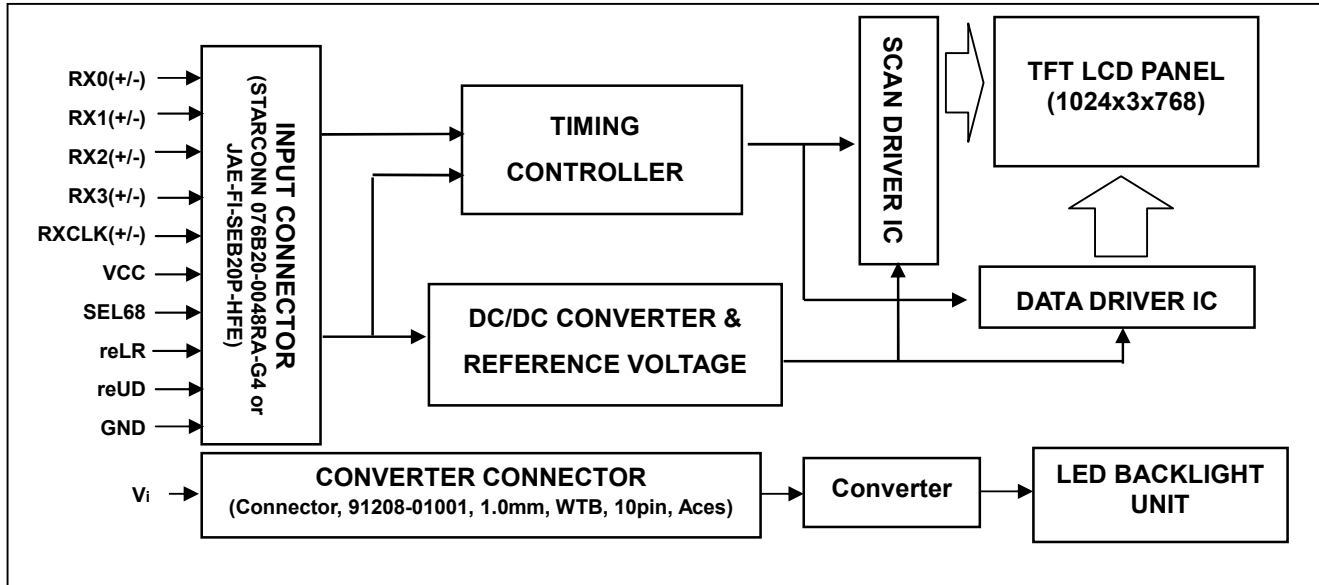 RX0(+/-)
RX1(+/-)
RX2(+/-)
RX3(+/-)
RXCLK(+/-)
VCC
SEL68
reLR
reUD
GND
INPUT CONNECTOR
(STARCONN 076B20-0048RA-G4 or
JAE-FI-SEB20P-HFE)
TIMING
CONTROLLER
DC/DC CONVERTER &
REFERENCE VOLTAGE
SCAN DRIVER IC
TFT LCD PANEL
(1024x3x768)
DATA DRIVER IC
Vi
CONVERTER CONNECTOR
(Connector, 91208-01001, 1.0mm, WTB, 10pin, Aces)
Converter
LED BACKLIGHT
UNIT